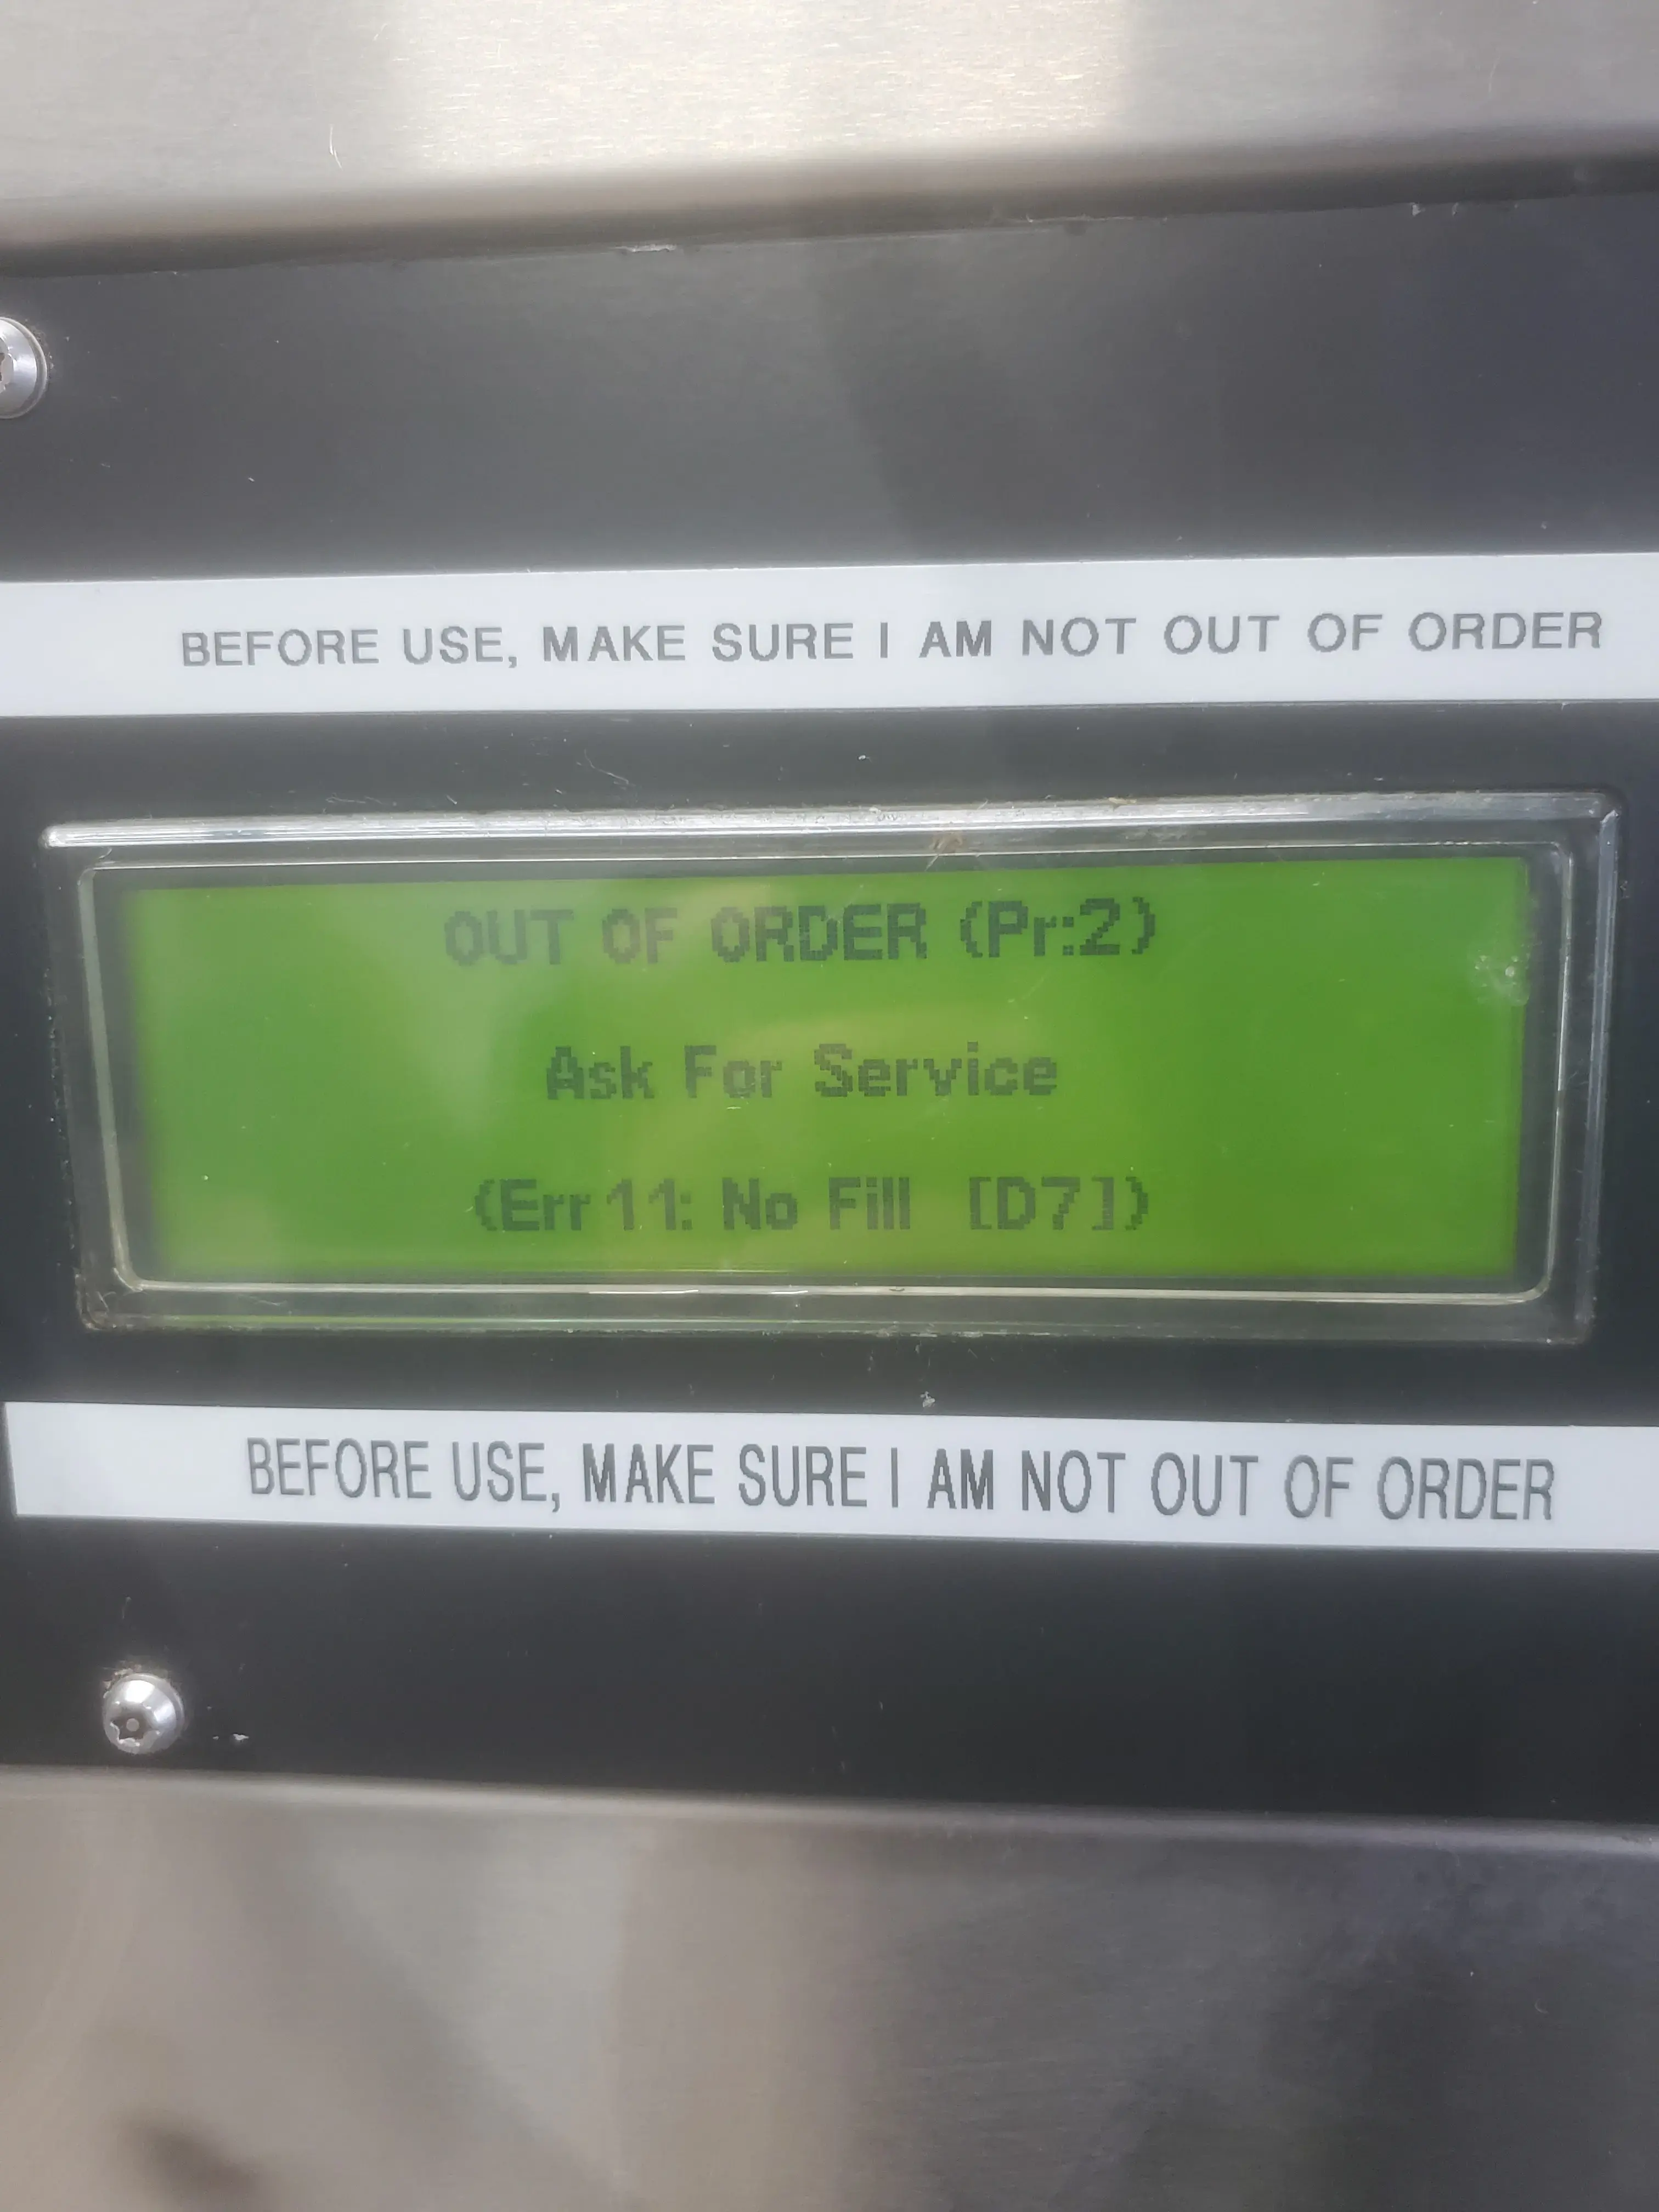 BEFORE USE, MAKE SURE I AM NOT OUT OF ORDER
OUT OF ORDER (Pr:2)
Ask For Service
(Err 11: No Fill [D7])
BEFORE USE, MAKE SURE I AM NOT OUT OF ORDER